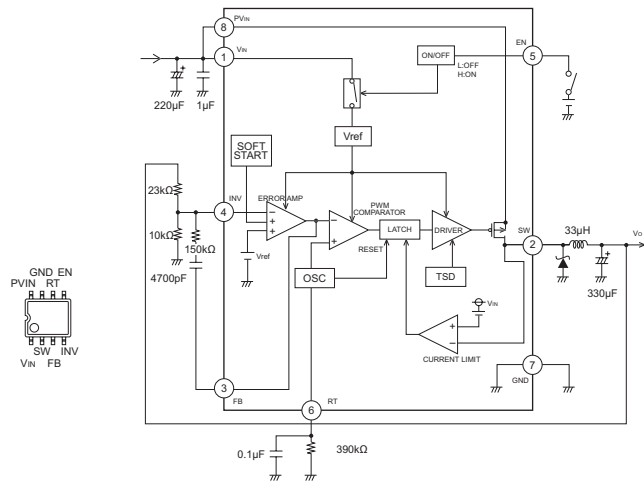 PVIN
8
VIN
1
220μF
1μF
ON/OFF
L:OFF
H:ON
EN
5
Vref
SOFT
START
23kΩ
4
INV
ERROR AMP
PWM
COMPARATOR
LATCH
DRIVER
SW
2
33μH
VO
10kΩ
150kΩ
4700pF
Vref
OSC
RESET
TSD
330μF
VIN
CURRENT LIMIT
GND EN
PVIN RT
SW INV
VIN FB
3
FB
6
RT
7
GND
0.1μF
390kΩ
− + +
− +
+ −